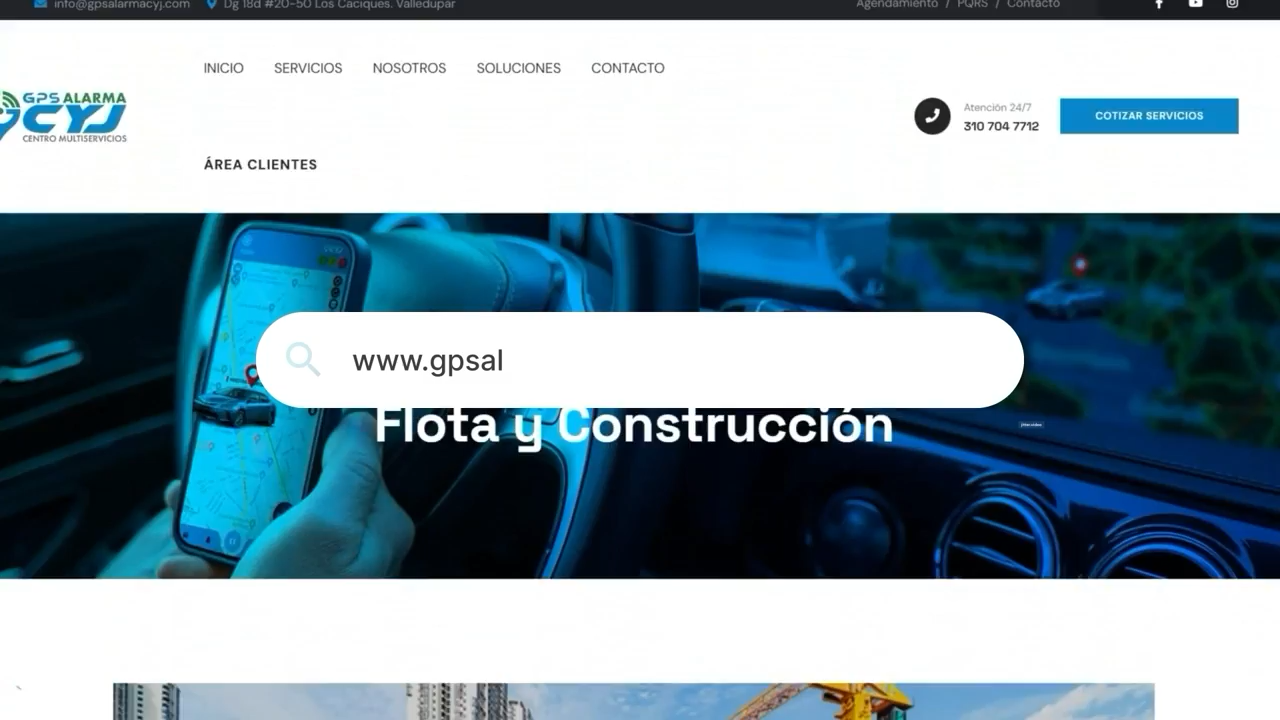 info@gpsalarmacyj.com Dg 18d #20-50 Los Caciques. Valledupar Agendamiento / PQRS / Contacto
INICIO SERVICIOS NOSOTROS SOLUCIONES CONTACTO
GPS ALARMA
CYJ
CENTRO MULTISERVICIOS
Atención 24/7
310 704 7712
COTIZAR SERVICIOS
ÁREA CLIENTES
www.gpsal
Flota y Construcción